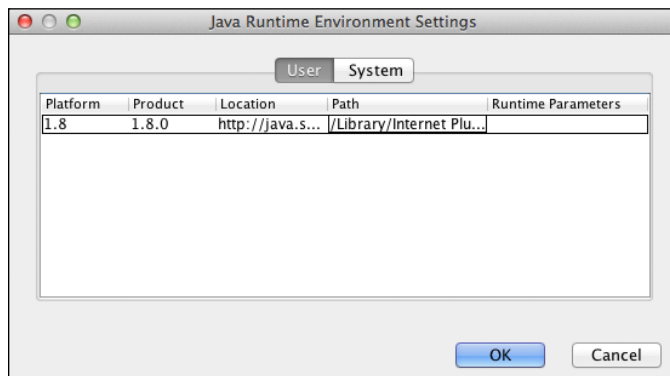 Java Runtime Environment Settings
User System
Platform Product Location Path Runtime Parameters
1.8 1.8.0 http://java.s... /Library/Internet Plu...
OK Cancel